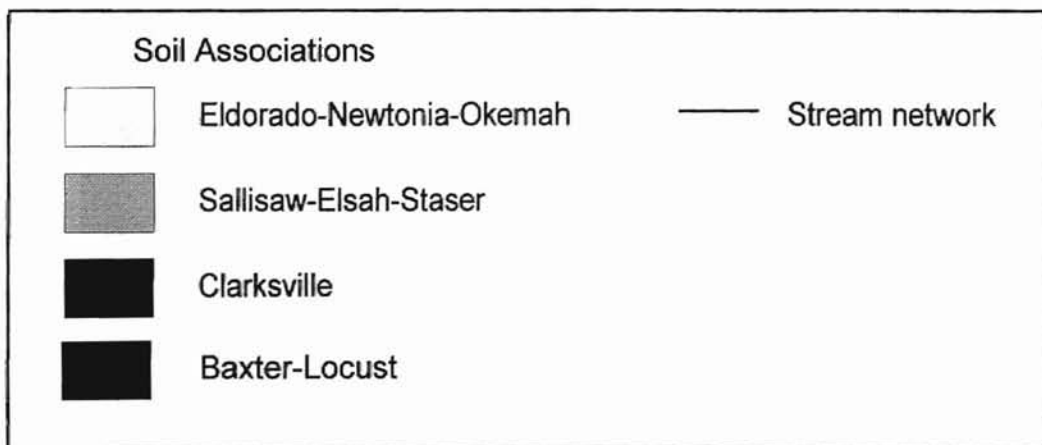 Soil Associations
Eldorado-Newtonia-Okemah
Stream network
Sallisaw-Elsah-Staser
Clarksville
Baxter-Locust